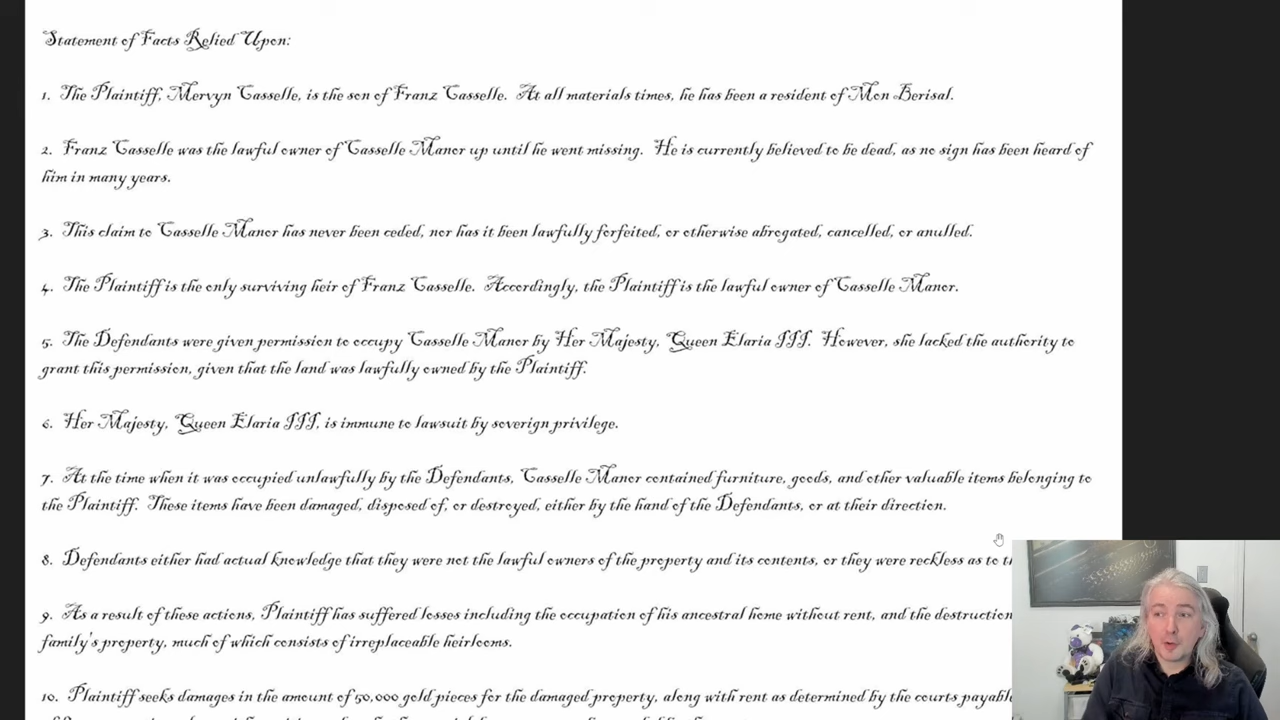 Statement of Facts Relied Upon:
1. The Plaintiff, Mervyn Casselle, is the son of Franz Casselle. At all materials times, he has been a resident of Mon Berisal.
2. Franz Casselle was the lawful owner of Casselle Manor up until he went missing. He is currently believed to be dead, as no sign has been heard of
him in many years.
3. This claim to Casselle Manor has never been ceded, nor has it been lawfully forfeited, or otherwise abrogated, cancelled, or anulled.
4. The Plaintiff is the only surviving heir of Franz Casselle. Accordingly, the Plaintiff is the lawful owner of Casselle Manor.
5. The Defendants were given permission to occupy Casselle Manor by Her Majesty, Queen Elaria III. However, she lacked the authority to
grant this permission, given that the land was lawfully owned by the Plaintiff.
6. Her Majesty, Queen Elaria III, is immune to lawsuit by soverign privilege.
7. At the time when it was occupied unlawfully by the Defendants, Casselle Manor contained furniture, goods, and other valuable items belonging to
the Plaintiff. These items have been damaged, disposed of, or destroyed, either by the hand of the Defendants, or at their direction.
8. Defendants either had actual knowledge that they were not the lawful owners of the property and its contents, or they were reckless as to
9. As a result of these actions, Plaintiff has suffered losses including the occupation of his ancestral home without rent, and the destruction
family's property, much of which consists of irreplaceable heirlooms.
10. Plaintiff seeks damages in the amount of 50,000 gold pieces for the damaged property, along with rent as determined by the courts payable